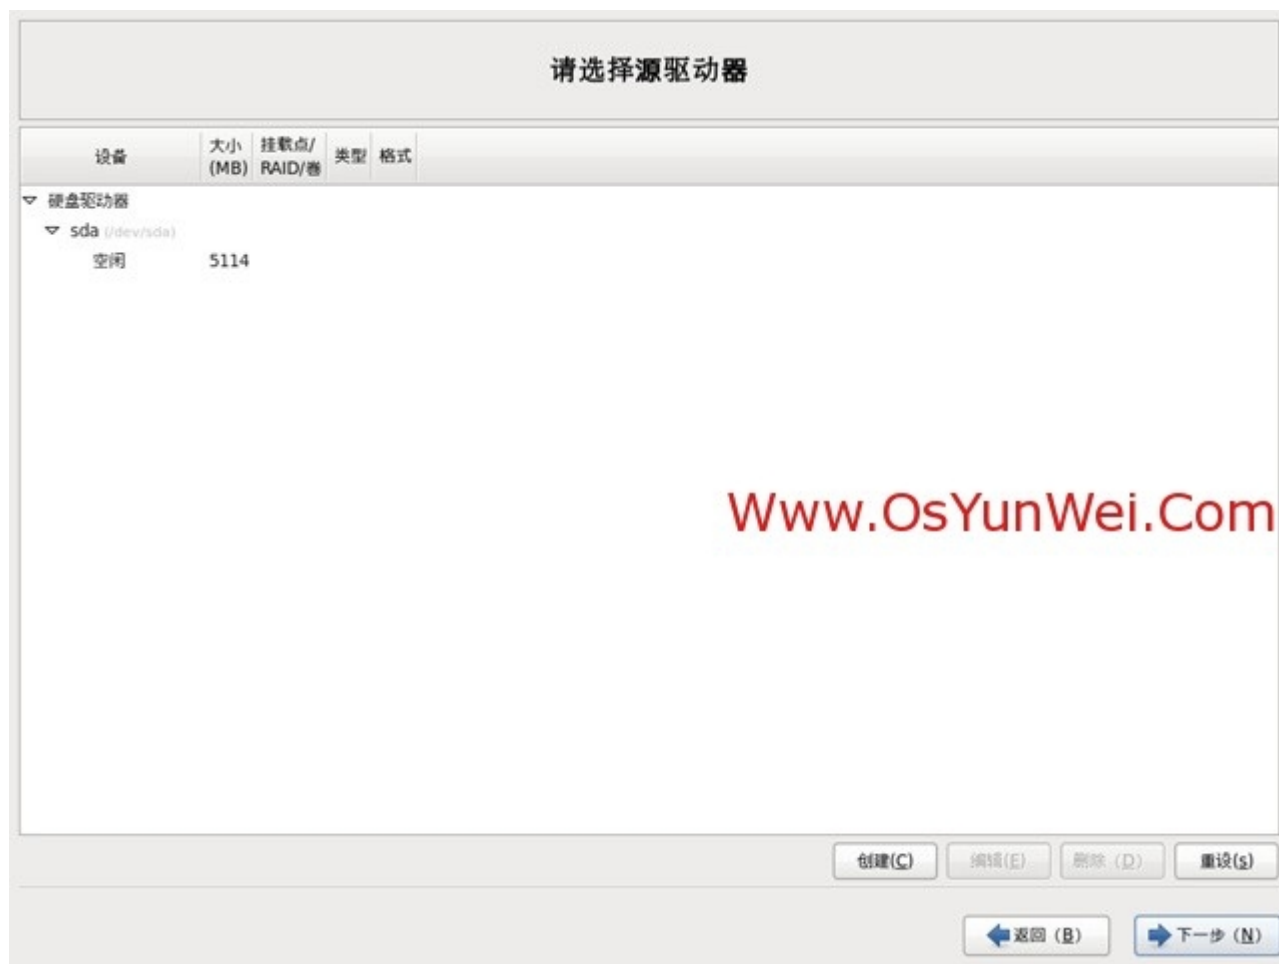 请选择源驱动器
设备
大小
(MB)
挂载点/
RAID/卷
类型
格式
硬盘驱动器
sda (/dev/sda)
空闲 5114
Www.OsYunWei.Com
创建(C) 编辑(E) 删除（D） 重设(s)
返回（B） 下一步（N）